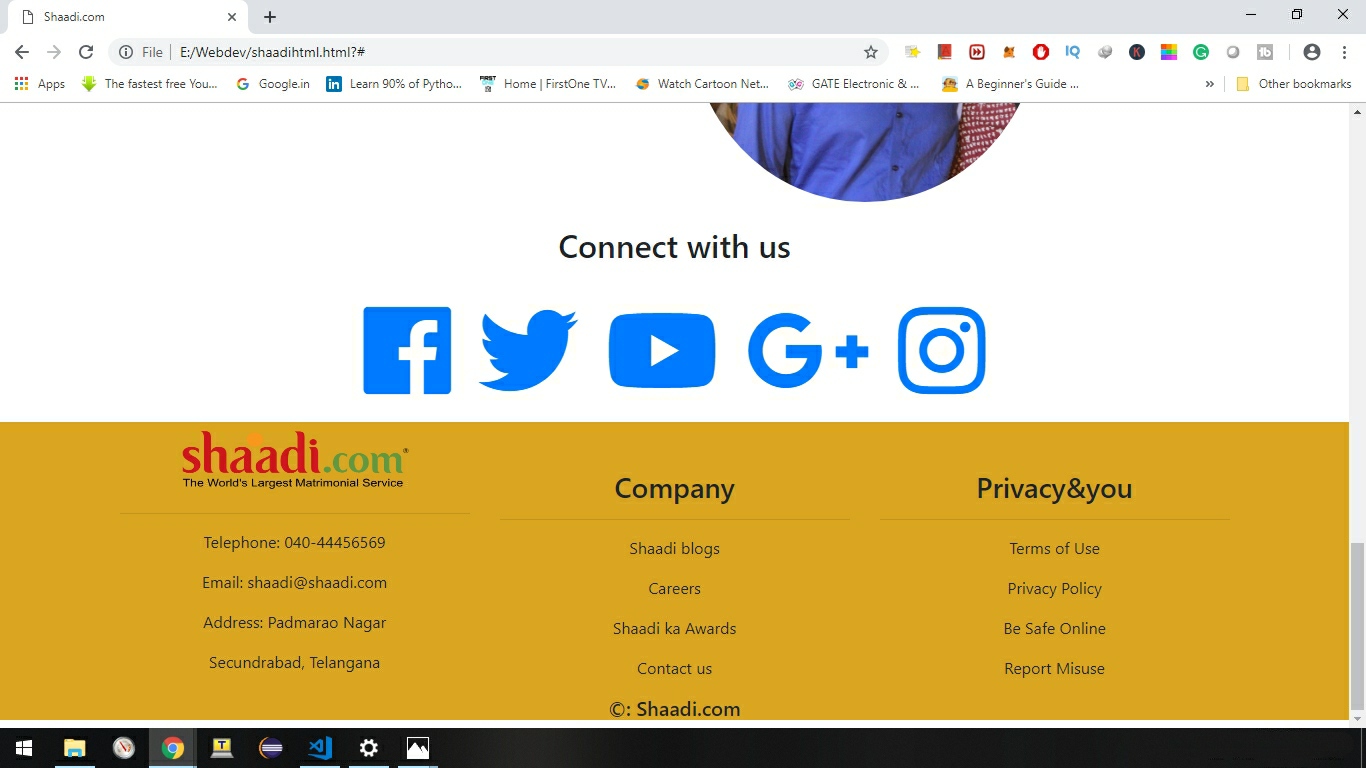 Shaadi.com
File
E:/Webdev/shaadihtml.html?#
Apps
The fastest free You...
Google.in
Learn 90% of Pytho...
Home | FirstOne TV...
Watch Cartoon Net...
GATE Electronic & ...
A Beginner's Guide ...
»
Other bookmarks
Connect with us
shaadi.com®
The World's Largest Matrimonial Service
Telephone: 040-44456569
Email: shaadi@shaadi.com
Address: Padmarao Nagar
Secundrabad, Telangana
Company
Shaadi blogs
Careers
Shaadi ka Awards
Contact us
©: Shaadi.com
Privacy&you
Terms of Use
Privacy Policy
Be Safe Online
Report Misuse